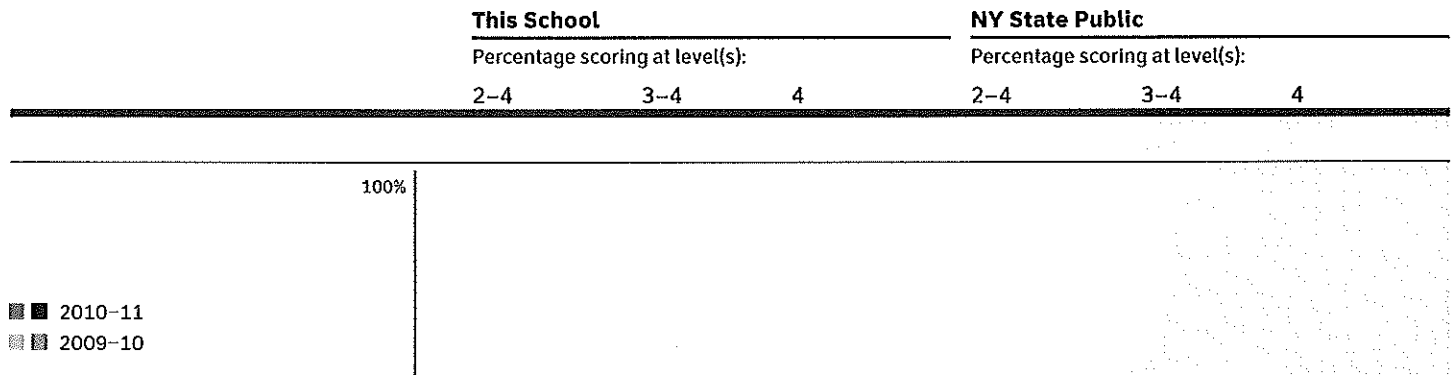 This School NY State Public
Percentage scoring at level(s): Percentage scoring at level(s):
2–4 3–4 4 2–4 3–4 4
100%
2010–11
2009–10